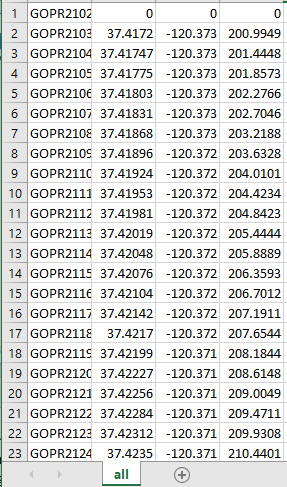 1 GOPR2102 0 0 0
2 GOPR2103 37.4172 -120.373 200.9949
3 GOPR2104 37.41747 -120.373 201.4448
4 GOPR2105 37.41775 -120.373 201.8573
5 GOPR2106 37.41803 -120.373 202.2766
6 GOPR2107 37.41831 -120.373 202.7046
7 GOPR2108 37.41868 -120.373 203.2188
8 GOPR2109 37.41896 -120.372 203.6328
9 GOPR2110 37.41924 -120.372 204.0101
10 GOPR2111 37.41953 -120.372 204.4234
11 GOPR2112 37.41981 -120.372 204.8423
12 GOPR2113 37.42019 -120.372 205.4444
13 GOPR2114 37.42048 -120.372 205.8889
14 GOPR2115 37.42076 -120.372 206.3593
15 GOPR2116 37.42104 -120.372 206.7012
16 GOPR2117 37.42142 -120.372 207.1911
17 GOPR2118 37.4217 -120.372 207.6544
18 GOPR2119 37.42199 -120.371 208.1844
19 GOPR2120 37.42227 -120.371 208.6148
20 GOPR2121 37.42256 -120.371 209.0049
21 GOPR2122 37.42284 -120.371 209.4711
22 GOPR2123 37.42312 -120.371 209.9308
23 GOPR2124 37.4235 -120.371 210.4401
all